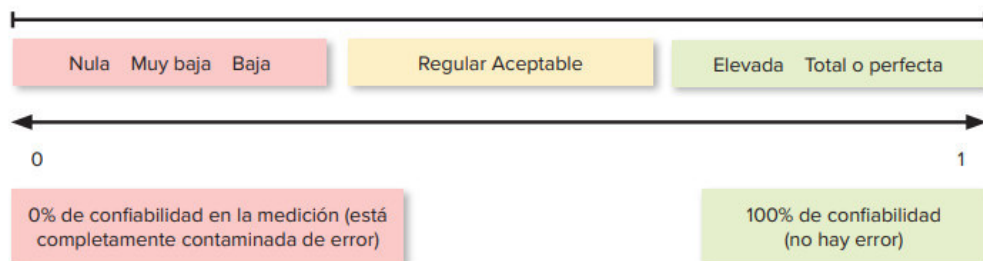 Nula Muy baja Baja
Regular Aceptable
Elevada Total o perfecta
0
1
0% de confiabilidad en la medición (está
completamente contaminada de error)
100% de confiabilidad
(no hay error)